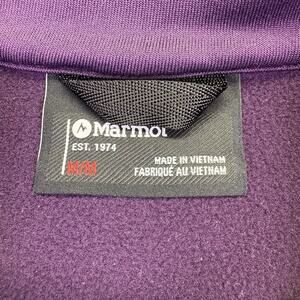 Marmot
EST. 1974
M/M
MADE IN VIETNAM
FABRIQUÉ AU VIETNAM